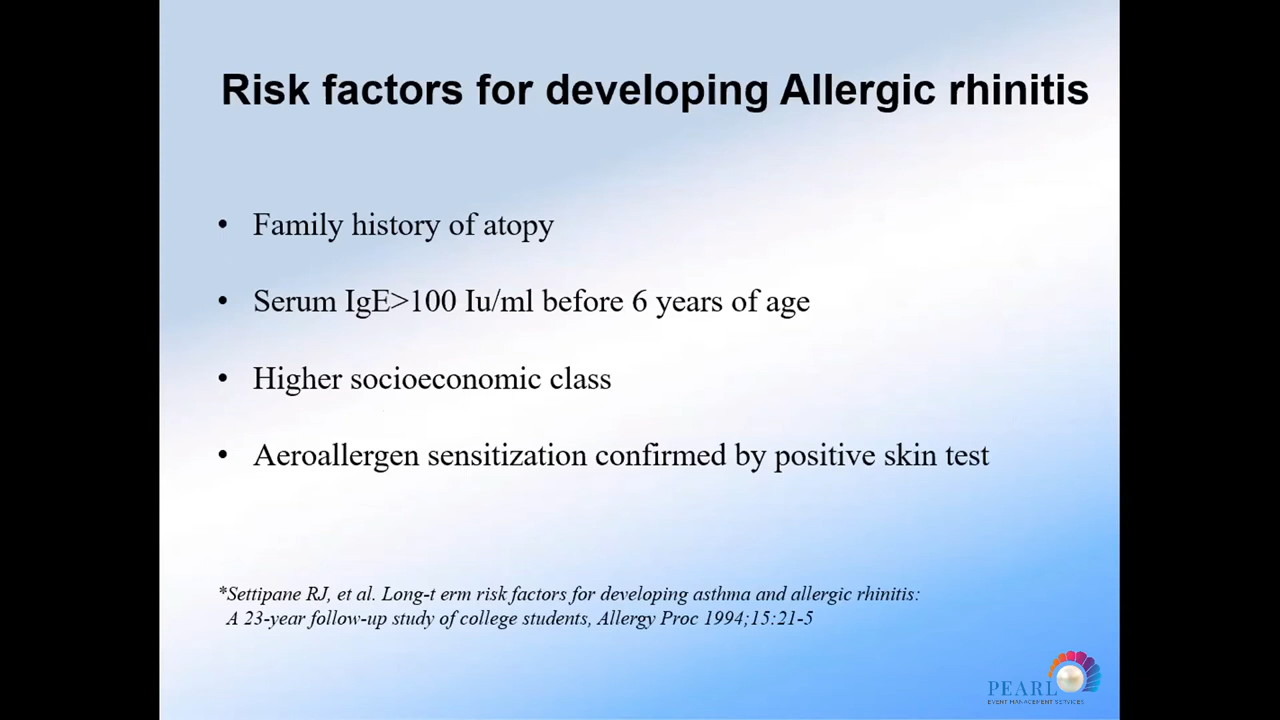 Risk factors for developing Allergic rhinitis
• Family history of atopy
• Serum IgE>100 Iu/ml before 6 years of age
• Higher socioeconomic class
• Aeroallergen sensitization confirmed by positive skin test
*Settipane RJ, et al. Long-t erm risk factors for developing asthma and allergic rhinitis:
A 23-year follow-up study of college students, Allergy Proc 1994;15:21-5
PEARL
EVENT MANAGEMENT SERVICES